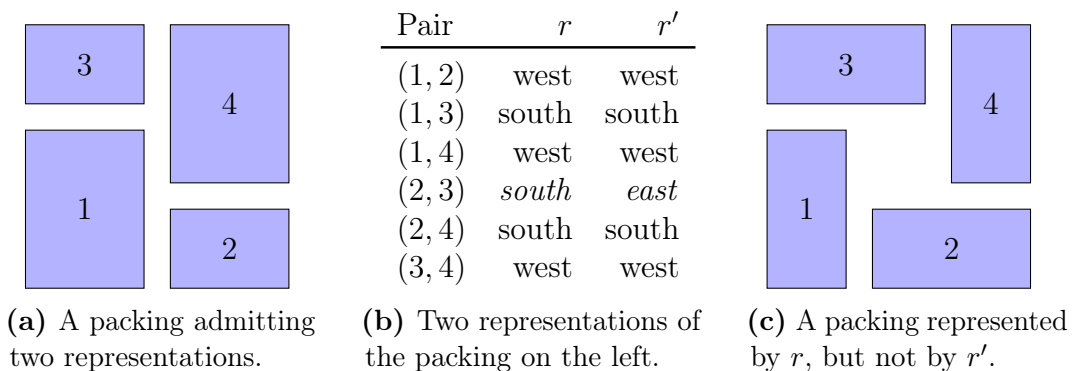 3
4
1
2
Pair r r′
(1, 2) west west
(1, 3) south south
(1, 4) west west
(2, 3) south east
(2, 4) south south
(3, 4) west west
3
4
1
2
(a) A packing admitting
two representations.
(b) Two representations of
the packing on the left.
(c) A packing represented
by r, but not by r′.